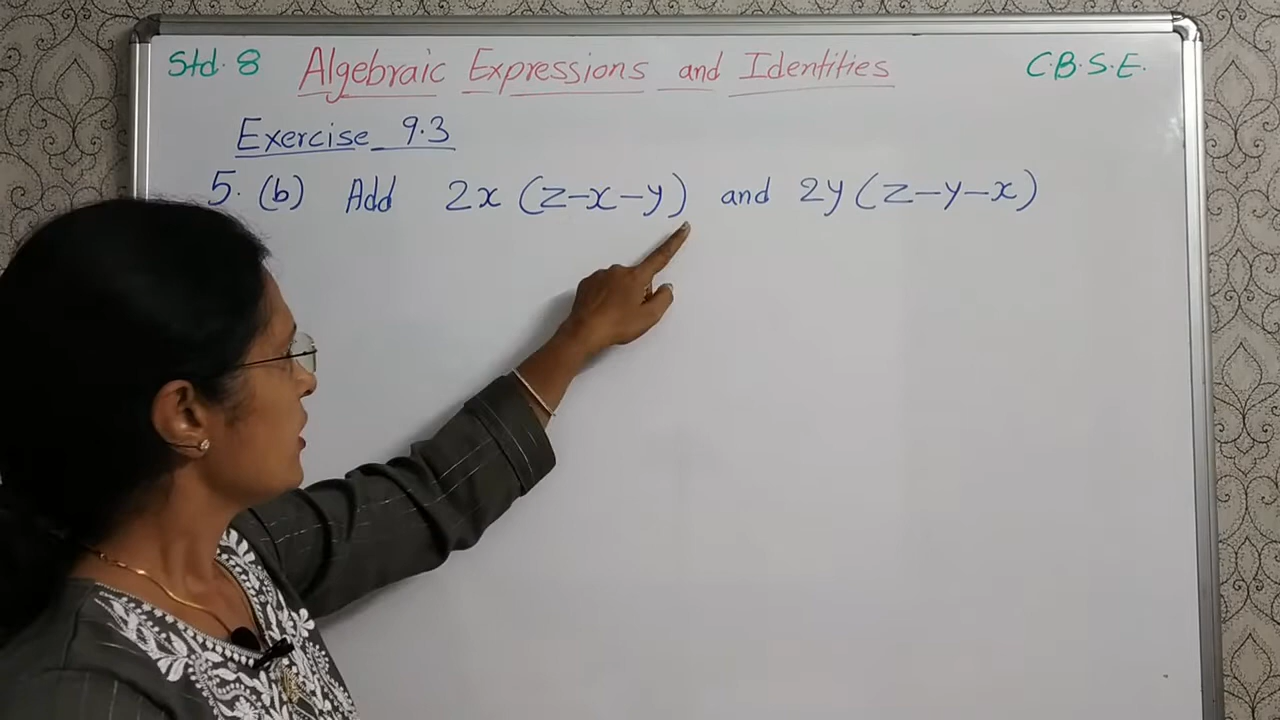 Std. 8 Algebraic Expressions and Identities C.B.S.E.
Exercise 9.3
5. (b) Add 2x (z-x-y) and 2y (z-y-x)